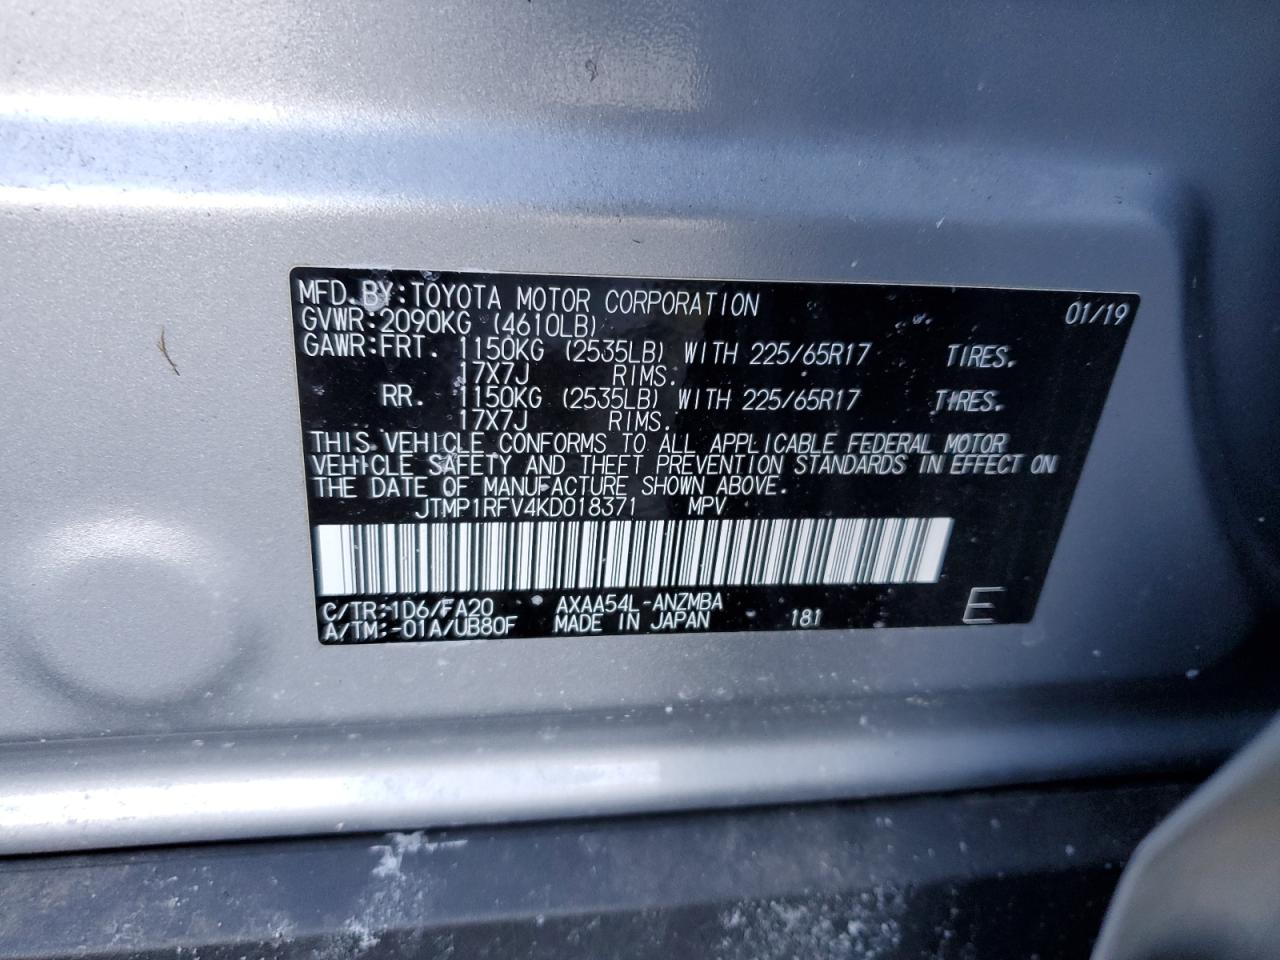 MFD. BY: TOYOTA MOTOR CORPORATION 01/19
GVWR: 2090KG (4610LB)
GAWR: FRT. 1150KG (2535LB) WITH 225/65R17 TIRES.
17X7J RIMS.
RR. 1150KG (2535LB) WITH 225/65R17 TIRES.
17X7J RIMS.
THIS VEHICLE CONFORMS TO ALL APPLICABLE FEDERAL MOTOR
VEHICLE SAFETY AND THEFT PREVENTION STANDARDS IN EFFECT ON
THE DATE OF MANUFACTURE SHOWN ABOVE.
JTMP1RFV4KD018371 MPV
C/TR: 1D6/FA20 AXAA54L-ANZMBA
A/TM: -01A/UB80F MADE IN JAPAN 181 E